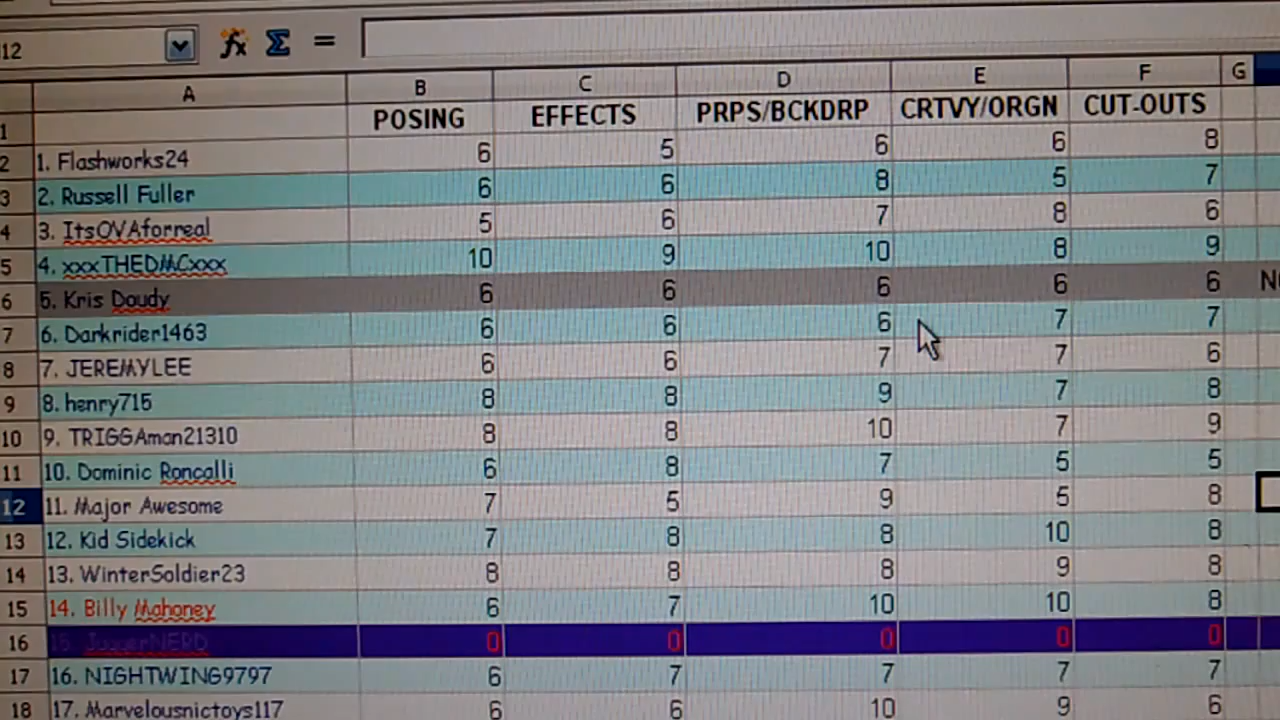 12 =
A B C D E F G
1 POSING EFFECTS PRPS/BCKDRP CRTVY/ORGN CUT-OUTS
2 1. Flashworks24 6 5 6 6 8
3 2. Russell Fuller 6 6 8 5 7
4 3. ItsOVAforreal 5 6 7 8 6
5 4. xxxTHEDMCxxx 10 9 10 8 9
6 5. Kris Doudy 6 6 6 6 6
7 6. Darkrider1463 6 6 6 7 7
8 7. JEREMYLEE 6 6 7 7 6
9 8. henry715 8 8 9 7 8
10 9. TRIGGAman21310 8 8 10 7 9
11 10. Dominic Roncalli 6 8 7 5 5
12 11. Major Awesome 7 5 9 5 8
13 12. Kid Sidekick 7 8 8 10 8
14 13. WinterSoldier23 8 8 8 9 8
15 14. Billy Mahoney 6 7 10 10 8
16 15. JuggerNERD 0 0 0 0 0
17 16. NIGHTWING9797 6 7 7 7 7
18 17. Marvelousnictoys117 6 6 10 9 6